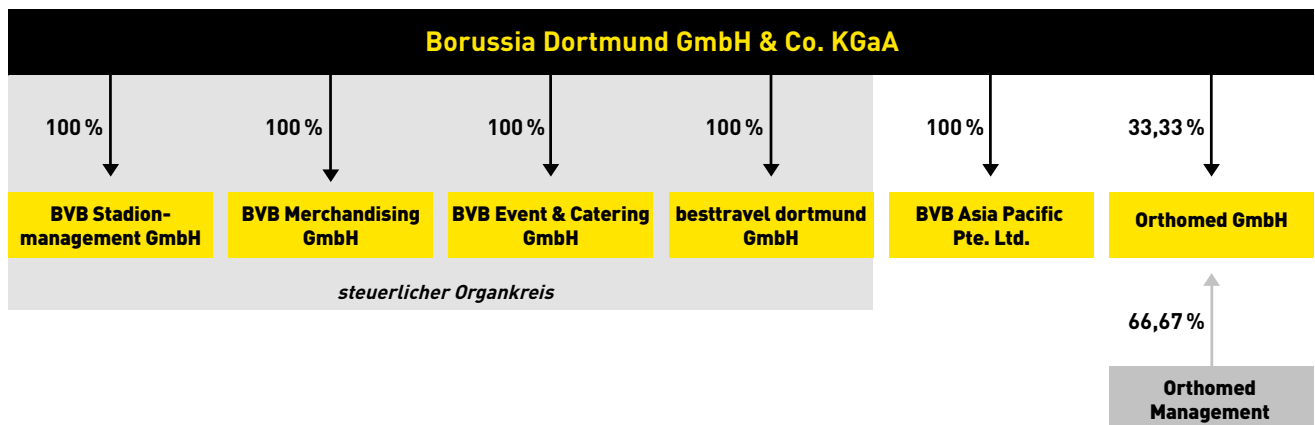 Borussia Dortmund GmbH & Co. KGaA
100 %
100 %
100 %
100 %
100 %
33,33 %
BVB Stadion-
management GmbH
BVB Merchandising
GmbH
BVB Event & Catering
GmbH
besttravel dortmund
GmbH
BVB Asia Pacific
Pte. Ltd.
Orthomed GmbH
steuerlicher Organkreis
66,67 %
Orthomed
Management